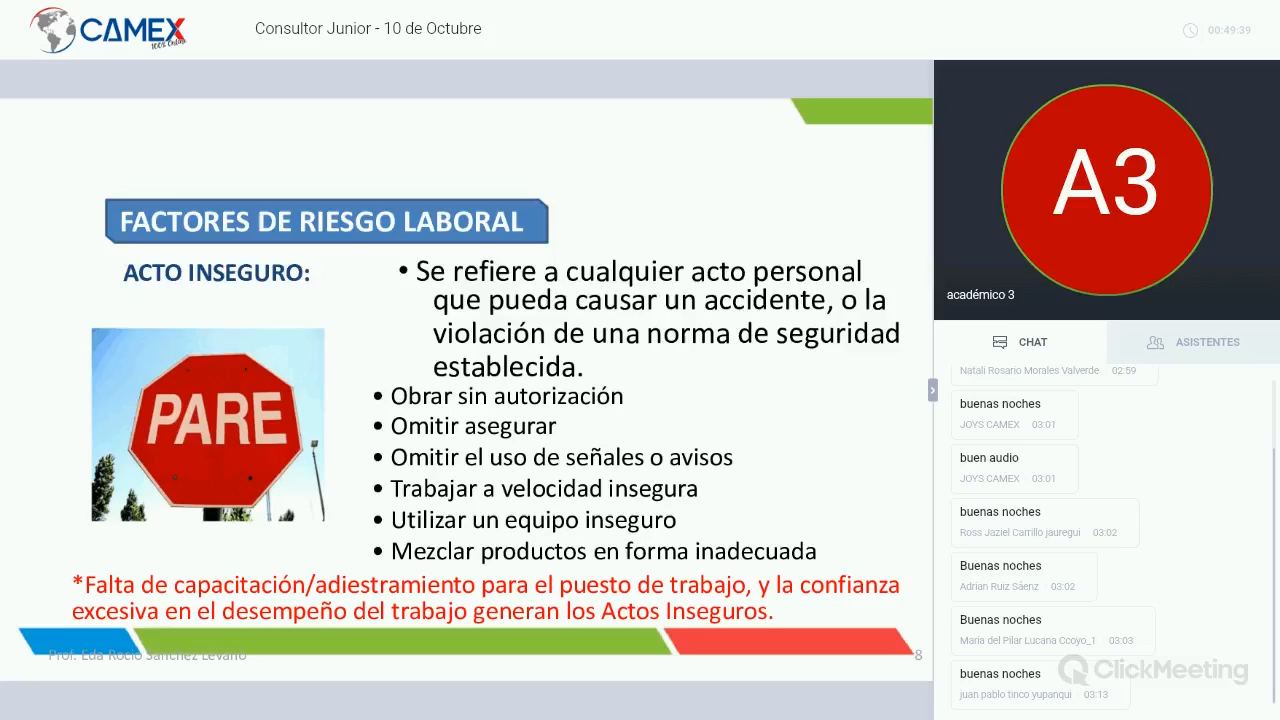 CAMEX
100% Online
Consultor Junior - 10 de Octubre
00:49:39
FACTORES DE RIESGO LABORAL
ACTO INSEGURO:
• Se refiere a cualquier acto personal
que pueda causar un accidente, o la
violación de una norma de seguridad
establecida.
• Obrar sin autorización
• Omitir asegurar
• Omitir el uso de señales o avisos
• Trabajar a velocidad insegura
• Utilizar un equipo inseguro
• Mezclar productos en forma inadecuada
PARE
*Falta de capacitación/adiestramiento para el puesto de trabajo, y la confianza
excesiva en el desempeño del trabajo generan los Actos Inseguros.
Prof. Eda Rocio Sánchez Levano
8
A3
académico 3
CHAT
ASISTENTES
Natali Rosario Morales Valverde 02:59
buenas noches
JOYS CAMEX 03:01
buen audio
JOYS CAMEX 03:01
buenas noches
Ross Jaziel Carrillo jauregui 03:02
Buenas noches
Adrian Ruiz Sáenz 03:02
Buenas noches
Maria del Pilar Lucana Ccoyo_1 03:03
buenas noches
juan pablo tinco yupanqui 03:13
ClickMeeting